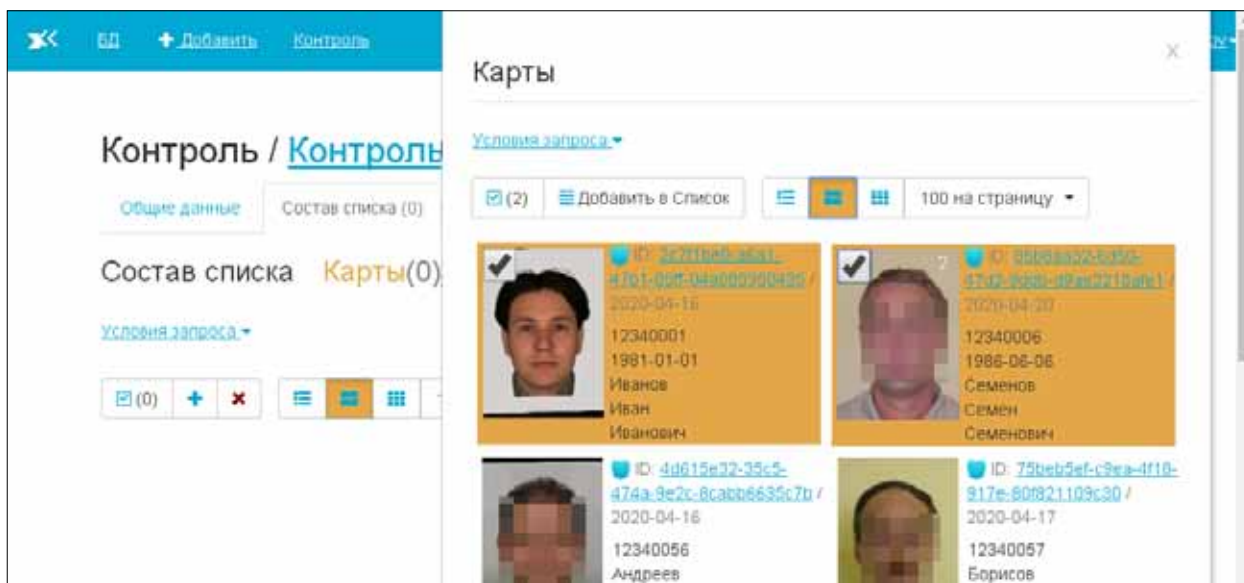 БД
Добавить
Контроль
Контроль / Контроль
Общие данные
Состав списка (0)
Состав списка Карты(0)
Условия запроса
(0)
Карты
x
Условия запроса
(2)
Добавить в Список
100 на страницу
ID:
2020-04-16
12340001
1981-01-01
Иванов
Иван
Иванович
ID:
2020-04-20
12340006
1986-06-06
Семенов
Семен
Семенович
ID: 4d615e32-35c5-
474a-9e2c-8cabb6635c7b /
2020-04-16
12340056
Андреев
ID: 75beb5ef-c9ea-4f18-
917e-80f821109c30 /
2020-04-17
12340057
Борисов